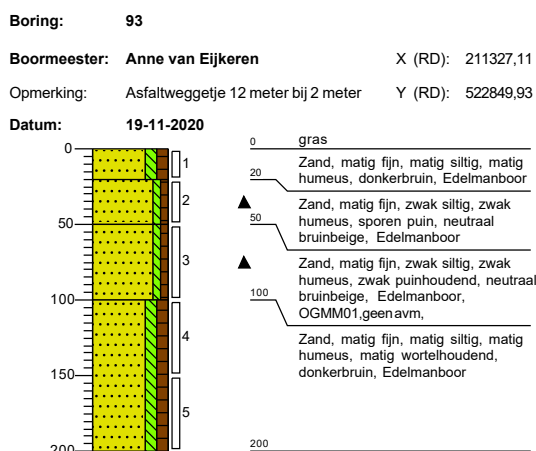 Boring: 93
Boormeester: Anne van Eijkeren X (RD): 211327,11
Opmerking: Asfaltweggetje 12 meter bij 2 meter Y (RD): 522849,93
Datum: 19-11-2020
0
50
100
150
200
1
2
3
4
5
0 gras
Zand, matig fijn, matig siltig, matig
humeus, donkerbruin, Edelmanboor
20
Zand, matig fijn, zwak siltig, zwak
humeus, sporen puin, neutraal
bruinbeige, Edelmanboor
50
Zand, matig fijn, zwak siltig, zwak
humeus, zwak puinhoudend, neutraal
bruinbeige, Edelmanboor,
OGMM01,geen avm,
100
Zand, matig fijn, matig siltig, matig
humeus, matig wortelhoudend,
donkerbruin, Edelmanboor
200